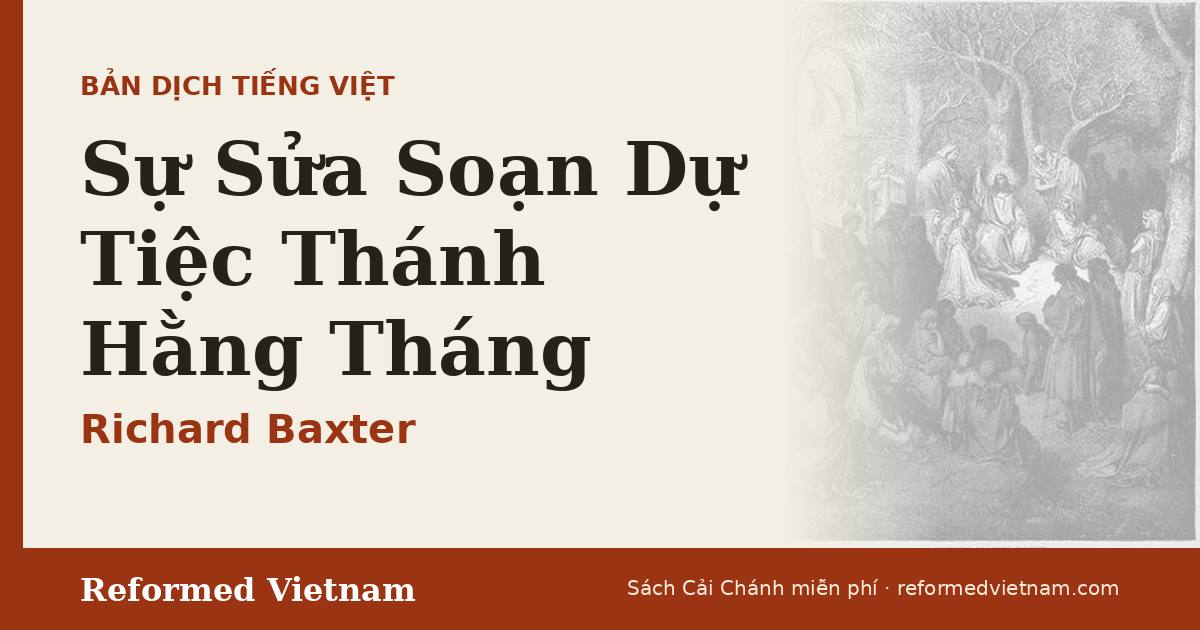 BẢN DỊCH TIẾNG VIỆT
Sự Sửa Soạn Dự
Tiệc Thánh
Hằng Tháng
Richard Baxter
Reformed Vietnam
Sách Cải Chánh miễn phí · reformedvietnam.com